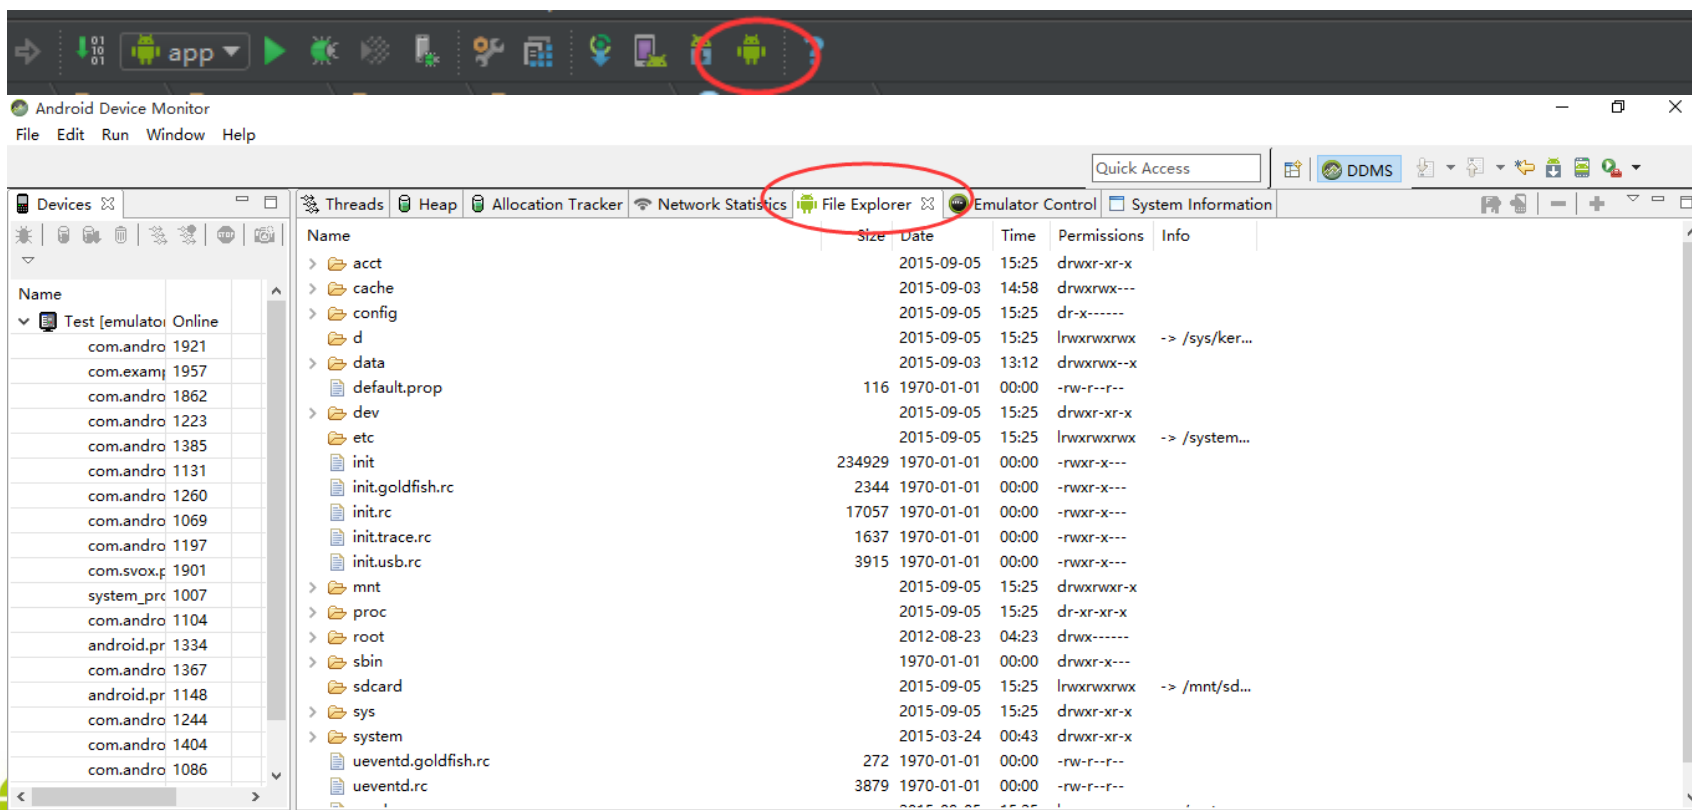 app
Android Device Monitor
File Edit Run Window Help
Quick Access DDMS
Devices Threads Heap Allocation Tracker Network Statistics File Explorer Emulator Control System Information
Name Size Date Time Permissions Info
acct 2015-09-05 15:25 drwxr-xr-x
cache 2015-09-03 14:58 drwxrwx---
Name
config 2015-09-05 15:25 dr-x------
Test [emulator Online
d 2015-09-05 15:25 lrwxrwxrwx -> /sys/ker...
com.andro 1921
data 2015-09-03 13:12 drwxrwx--x
com.examp 1957
default.prop 116 1970-01-01 00:00 -rw-r--r--
com.andro 1862
dev 2015-09-05 15:25 drwxr-xr-x
com.andro 1223
etc 2015-09-05 15:25 lrwxrwxrwx -> /system...
com.andro 1385
init 234929 1970-01-01 00:00 -rwxr-x---
com.andro 1131
init.goldfish.rc 2344 1970-01-01 00:00 -rwxr-x---
com.andro 1260
init.rc 17057 1970-01-01 00:00 -rwxr-x---
com.andro 1069
init.trace.rc 1637 1970-01-01 00:00 -rwxr-x---
com.andro 1197
init.usb.rc 3915 1970-01-01 00:00 -rwxr-x---
com.svox.p 1901
mnt 2015-09-05 15:25 drwxrwxr-x
system_pro 1007
proc 2015-09-05 15:25 dr-xr-xr-x
com.andro 1104
root 2012-08-23 04:23 drwx------
android.pr 1334
sbin 1970-01-01 00:00 drwxr-x---
com.andro 1367
sdcard 2015-09-05 15:25 lrwxrwxrwx -> /mnt/sd...
android.pr 1148
sys 2015-09-05 15:25 drwxr-xr-x
com.andro 1244
system 2015-03-24 00:43 drwxr-xr-x
com.andro 1404
ueventd.goldfish.rc 272 1970-01-01 00:00 -rw-r--r--
com.andro 1086
ueventd.rc 3879 1970-01-01 00:00 -rw-r--r--